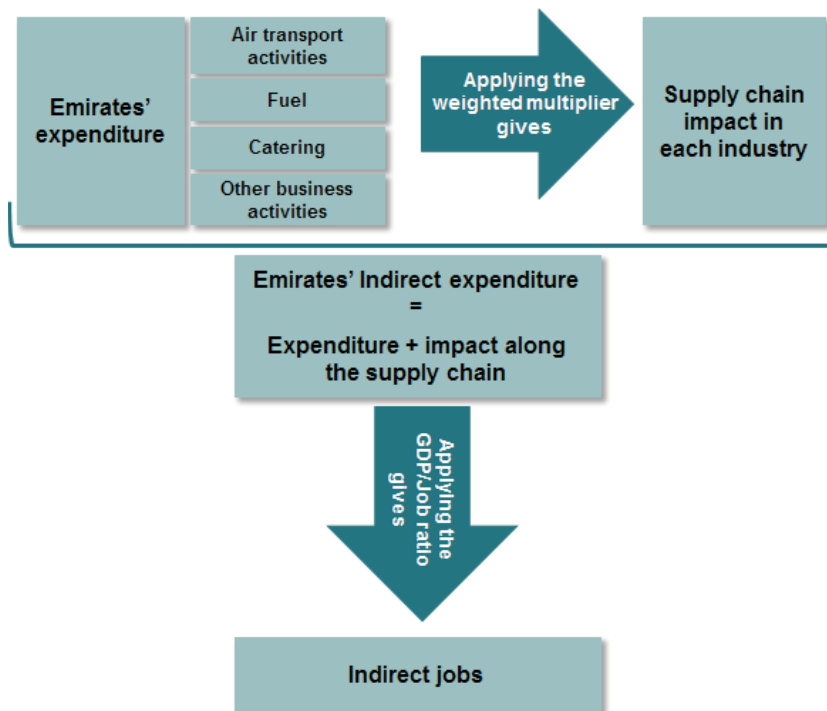 Emirates’
expenditure
Air transport
activities
Fuel
Catering
Other business
activities
Applying the
weighted multiplier
gives
Supply chain
impact in
each industry
Emirates’ Indirect expenditure
=
Expenditure + impact along
the supply chain
Applying the
GDP/Job ratio
gives
Indirect jobs